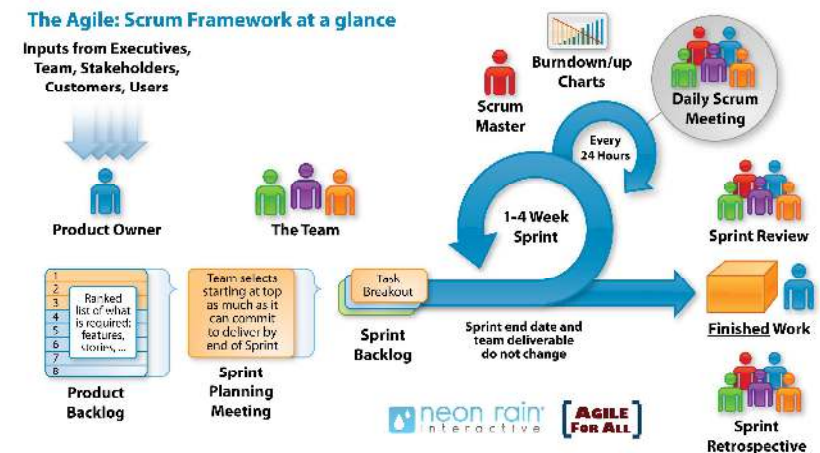 The Agile: Scrum Framework at a glance
Inputs from Executives,
Team, Stakeholders,
Customers, Users
Product Owner
The Team
Scrum
Master
Burndown/up
Charts
Daily Scrum
Meeting
Every
24 Hours
1-4 Week
Sprint
Sprint Review
1
2
3
4
5
6
7
8
Ranked
list of what
is required:
features,
stories, ...
Product
Backlog
Team selects
starting at top
as much as it
can commit
to deliver by
end of Sprint
Sprint
Planning
Meeting
Task
Breakout
Sprint
Backlog
Sprint end date and
team deliverable
do not change
Finished Work
Sprint
Retrospective
neon rain
interactive
AGILE
FOR ALL